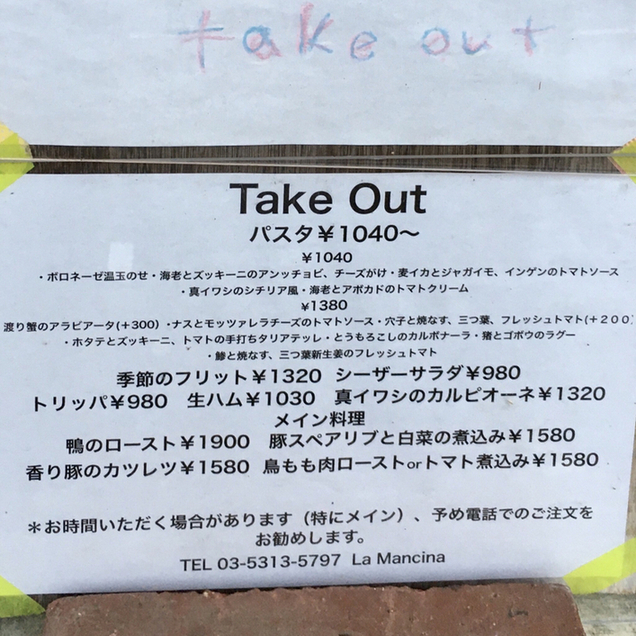 take out
Take Out
パスタ¥1040〜
¥1040
・ボロネーゼ温玉のせ・海老とズッキーニのアンッチョビ、チーズがけ・麦イカとジャガイモ、インゲンのトマトソース
・真イワシのシチリア風・海老とアボカドのトマトクリーム
¥1380
渡り蟹のアラビアータ(+300)・ナスとモッツァレラチーズのトマトソース・穴子と焼なす、三つ葉、フレッシュトマト(+200)
・ホタテとズッキーニ、トマトの手打ちタリアテッレ・とうもろこしのカルボナーラ・猪とゴボウのラグー
・鯵と焼なす、三つ葉新生姜のフレッシュトマト
季節のフリット¥1320 シーザーサラダ¥980
トリッパ¥980 生ハム¥1030 真イワシのカルピオーネ¥1320
メイン料理
鴨のロースト¥1900 豚スペアリブと白菜の煮込み¥1580
香り豚のカツレツ¥1580 鳥もも肉ローストorトマト煮込み¥1580
＊お時間いただく場合があります（特にメイン）、予め電話でのご注文を
お勧めします。
TEL 03-5313-5797 La Mancina